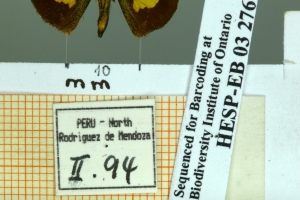 10
mm
PERU - North
Rodriguez de Mendoza
II. 94
Sequenced for Barcoding at
Biodiversity Institute of Ontario
HESP-EB 03 276